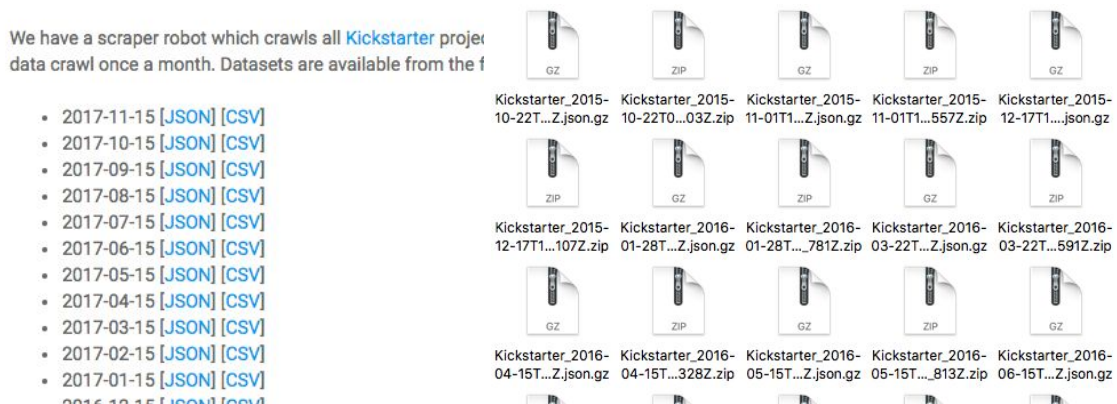 We have a scraper robot which crawls all Kickstarter projec
data crawl once a month. Datasets are available from the f
• 2017-11-15 [JSON] [CSV]
• 2017-10-15 [JSON] [CSV]
• 2017-09-15 [JSON] [CSV]
• 2017-08-15 [JSON] [CSV]
• 2017-07-15 [JSON] [CSV]
• 2017-06-15 [JSON] [CSV]
• 2017-05-15 [JSON] [CSV]
• 2017-04-15 [JSON] [CSV]
• 2017-03-15 [JSON] [CSV]
• 2017-02-15 [JSON] [CSV]
• 2017-01-15 [JSON] [CSV]
• 2016-12-15 [JSON] [CSV]
GZ ZIP GZ ZIP GZ
Kickstarter_2015- Kickstarter_2015- Kickstarter_2015- Kickstarter_2015- Kickstarter_2015-
10-22T...Z.json.gz 10-22T0...03Z.zip 11-01T1...Z.json.gz 11-01T1...557Z.zip 12-17T1....json.gz
ZIP GZ ZIP GZ ZIP
Kickstarter_2015- Kickstarter_2016- Kickstarter_2016- Kickstarter_2016- Kickstarter_2016-
12-17T1...107Z.zip 01-28T...Z.json.gz 01-28T..._781Z.zip 03-22T...Z.json.gz 03-22T...591Z.zip
GZ ZIP GZ ZIP GZ
Kickstarter_2016- Kickstarter_2016- Kickstarter_2016- Kickstarter_2016- Kickstarter_2016-
04-15T...Z.json.gz 04-15T...328Z.zip 05-15T...Z.json.gz 05-15T..._813Z.zip 06-15T...Z.json.gz